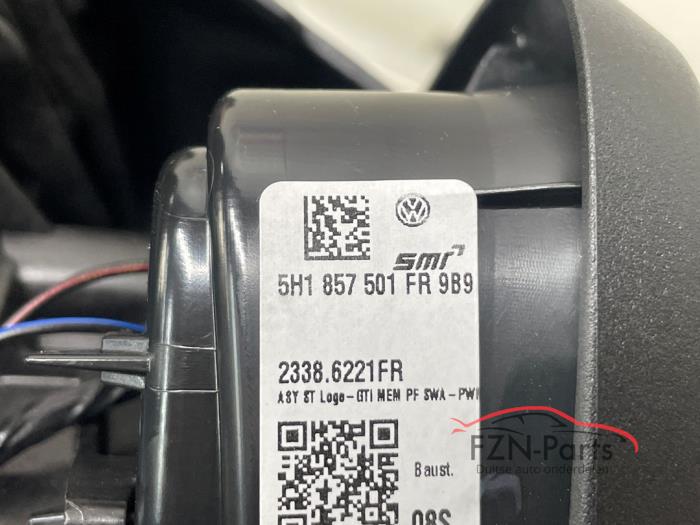 smr
5H1 857 501 FR 9B9
2338.6221FR
ASY ST Logo-GTI MEM PF SWA-PW
FZN-Parts
Duitse auto onderdelen
Baust.
08S